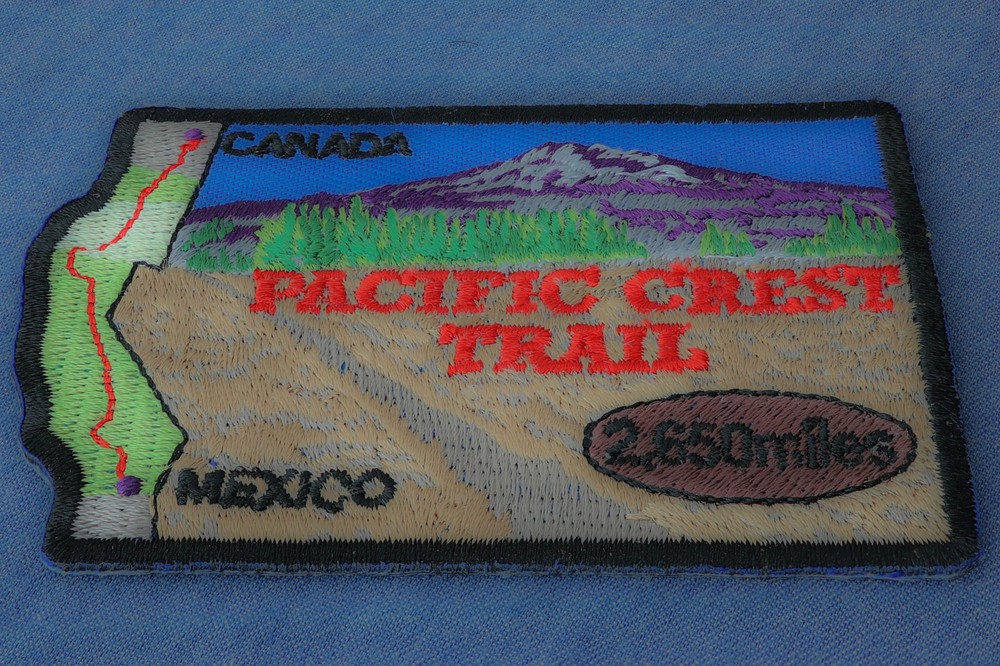 CANADA
PACIFIC CREST
TRAIL
2,650miles
MEXICO